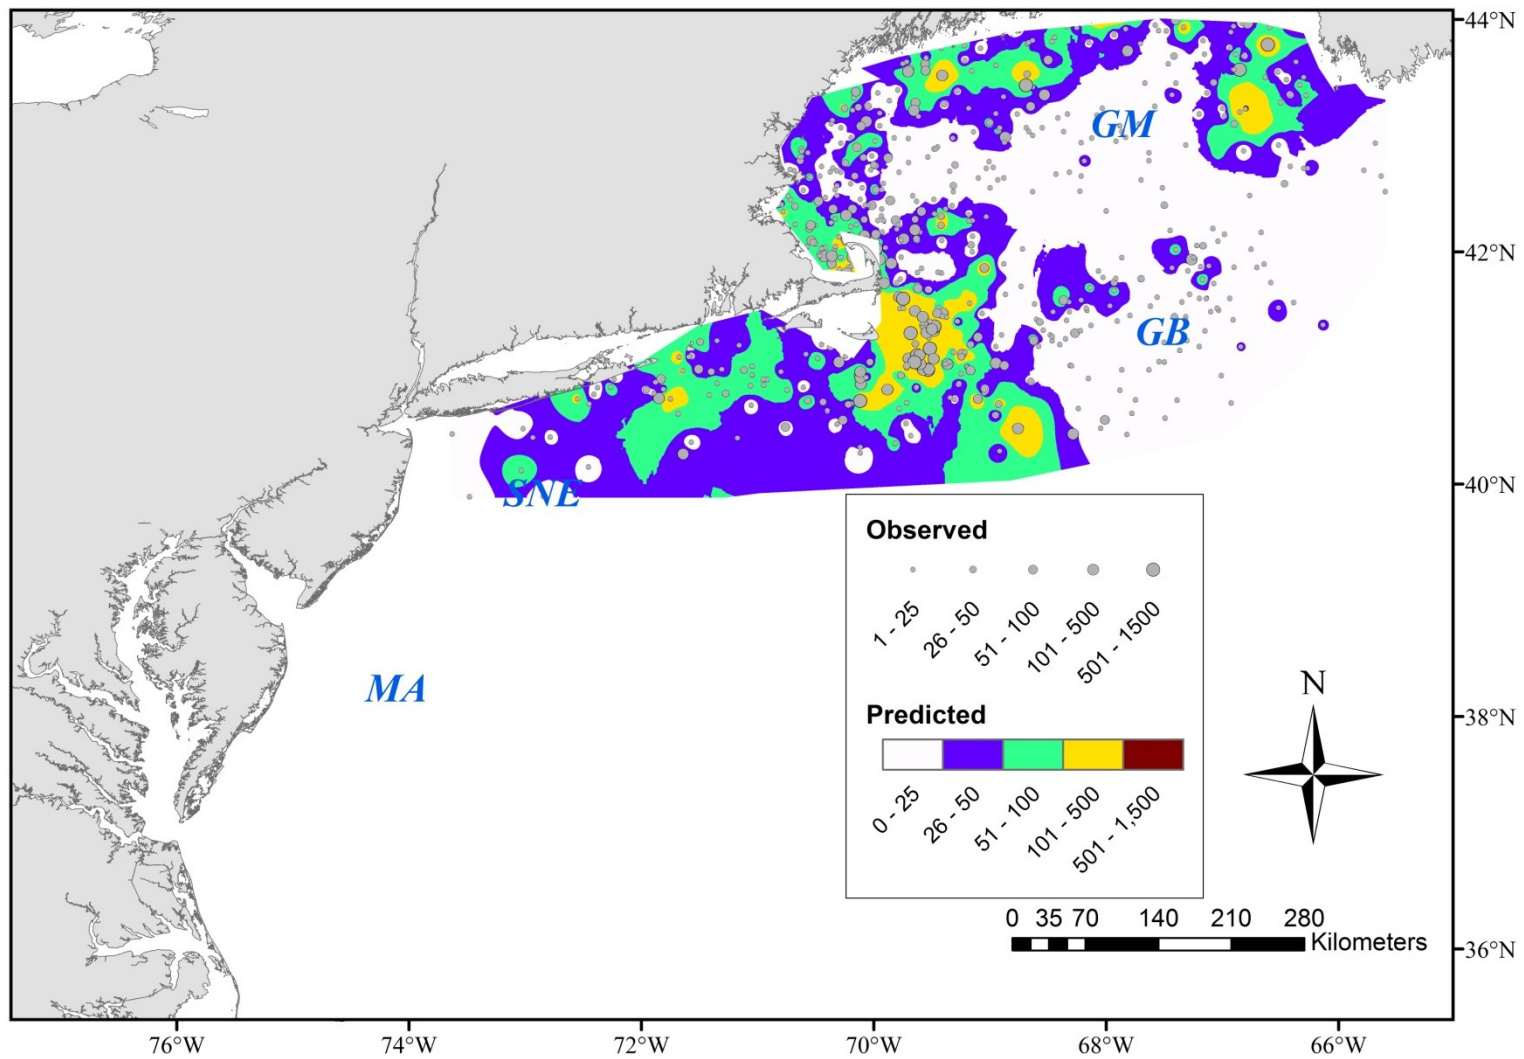 44°N
GM
42°N
GB
40°N
SNE
Observed
1 - 25
26 - 50
51 - 100
101 - 500
501 - 1500
MA
38°N
N
Predicted
0 - 25
26 - 50
51 - 100
101 - 500
501 - 1,500
0 35 70 140 210 280
Kilometers
36°N
76°W 74°W 72°W 70°W 68°W 66°W